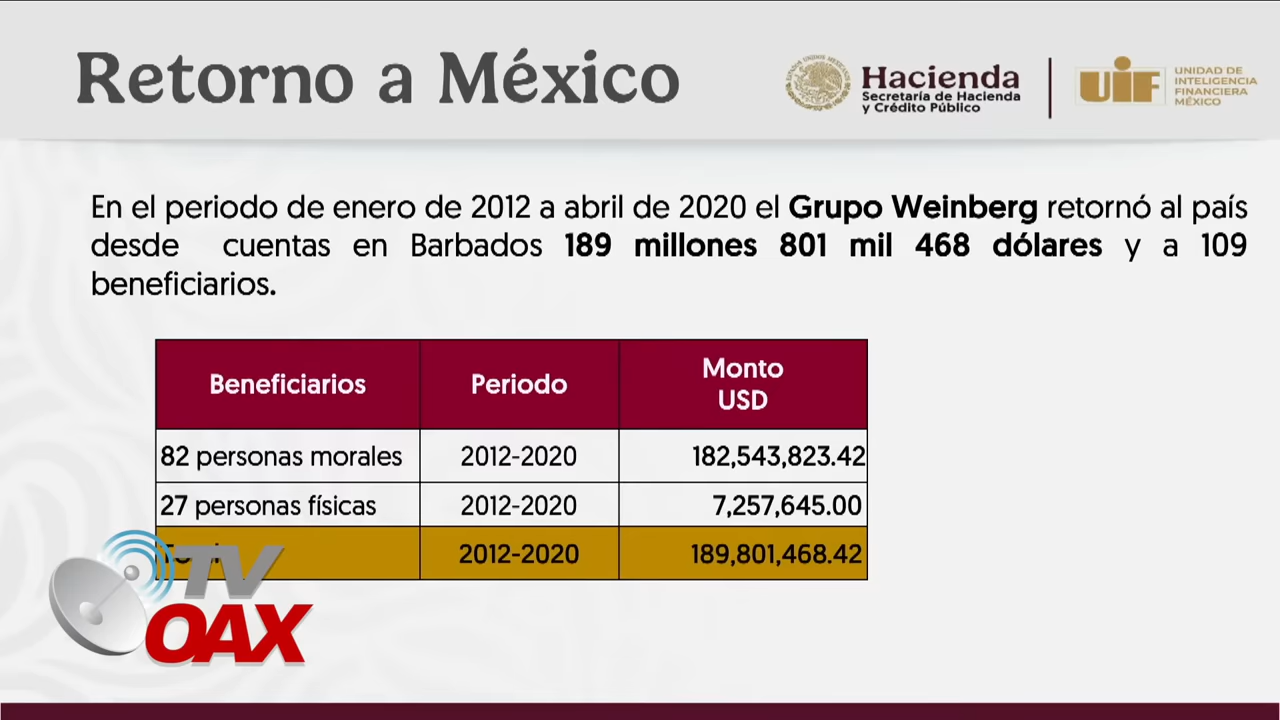 Retorno a México
Hacienda
Secretaría de Hacienda
y Crédito Público
UIF
UNIDAD DE
INTELIGENCIA
FINANCIERA
MÉXICO
En el periodo de enero de 2012 a abril de 2020 el Grupo Weinberg retornó al país
desde cuentas en Barbados 189 millones 801 mil 468 dólares y a 109
beneficiarios.
Beneficiarios Periodo Monto
USD
82 personas morales 2012-2020 182,543,823.42
27 personas físicas 2012-2020 7,257,645.00
2012-2020 189,801,468.42
TV
OAX